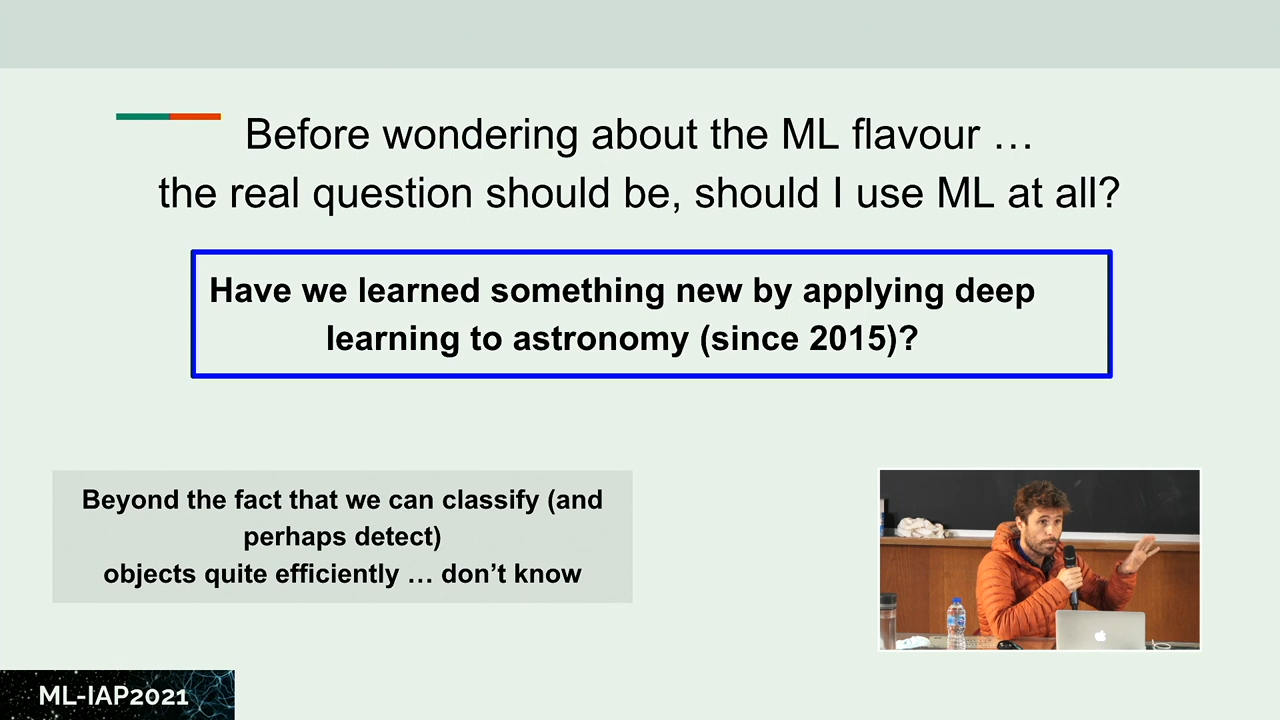 Before wondering about the ML flavour …
the real question should be, should I use ML at all?
Have we learned something new by applying deep
learning to astronomy (since 2015)?
Beyond the fact that we can classify (and
perhaps detect)
objects quite efficiently … don’t know
ML-IAP2021